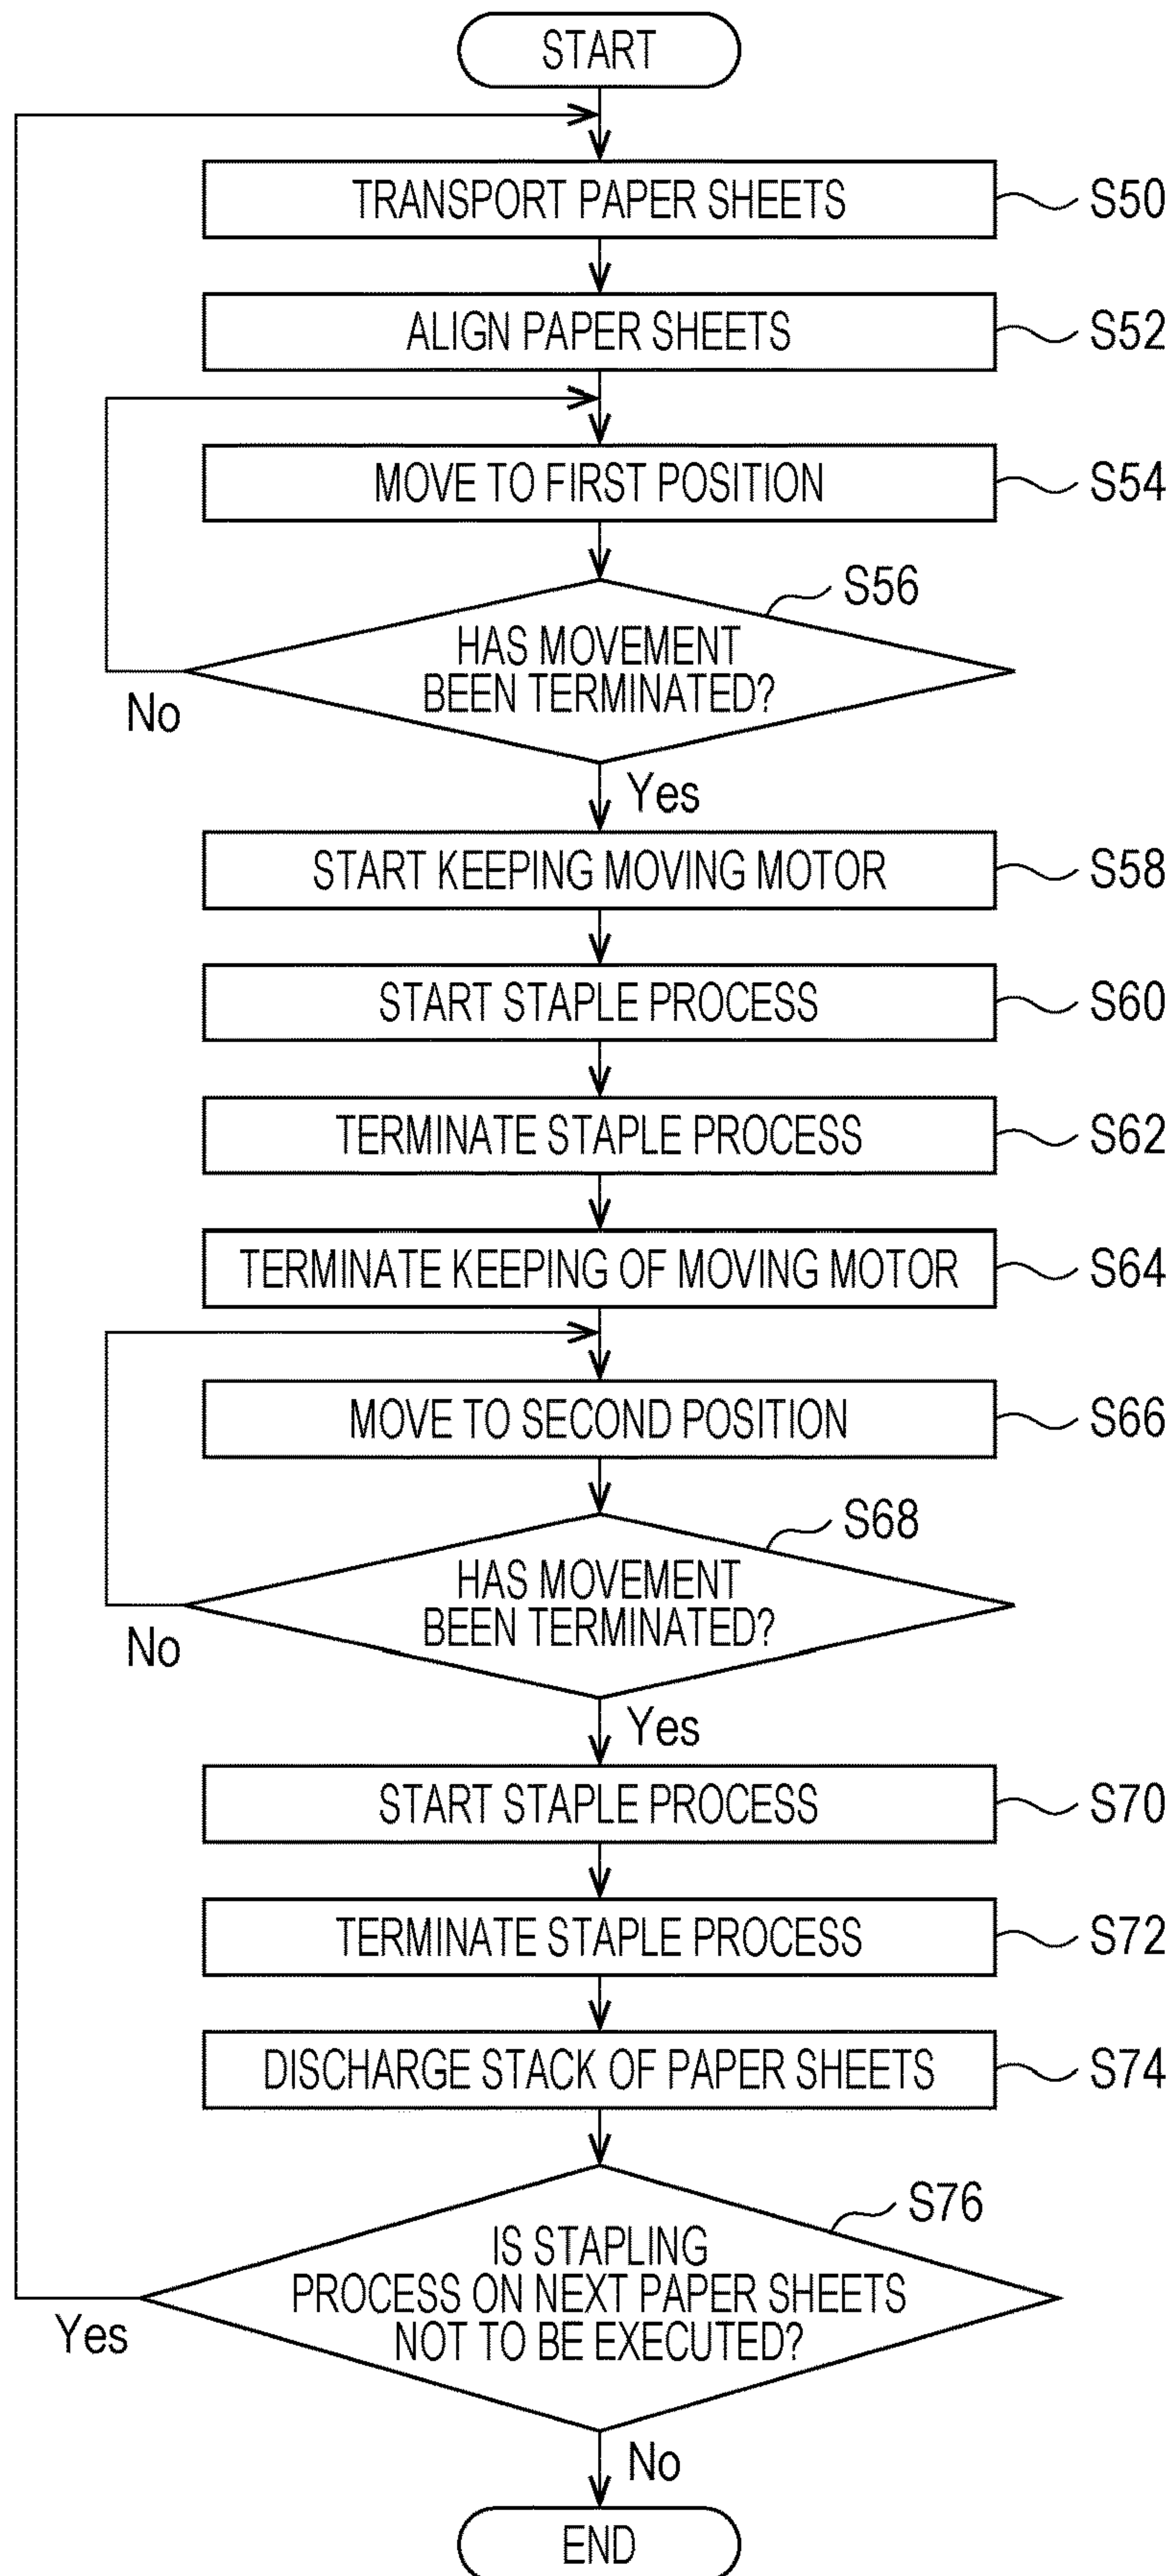 START
TRANSPORT PAPER SHEETS
S50
ALIGN PAPER SHEETS
S52
MOVE TO FIRST POSITION
S54
S56
HAS MOVEMENT
BEEN TERMINATED?
No
Yes
START KEEPING MOVING MOTOR
S58
START STAPLE PROCESS
S60
TERMINATE STAPLE PROCESS
S62
TERMINATE KEEPING OF MOVING MOTOR
S64
MOVE TO SECOND POSITION
S66
S68
HAS MOVEMENT
BEEN TERMINATED?
No
Yes
START STAPLE PROCESS
S70
TERMINATE STAPLE PROCESS
S72
DISCHARGE STACK OF PAPER SHEETS
S74
S76
IS STAPLING
PROCESS ON NEXT PAPER SHEETS
NOT TO BE EXECUTED?
Yes
No
END